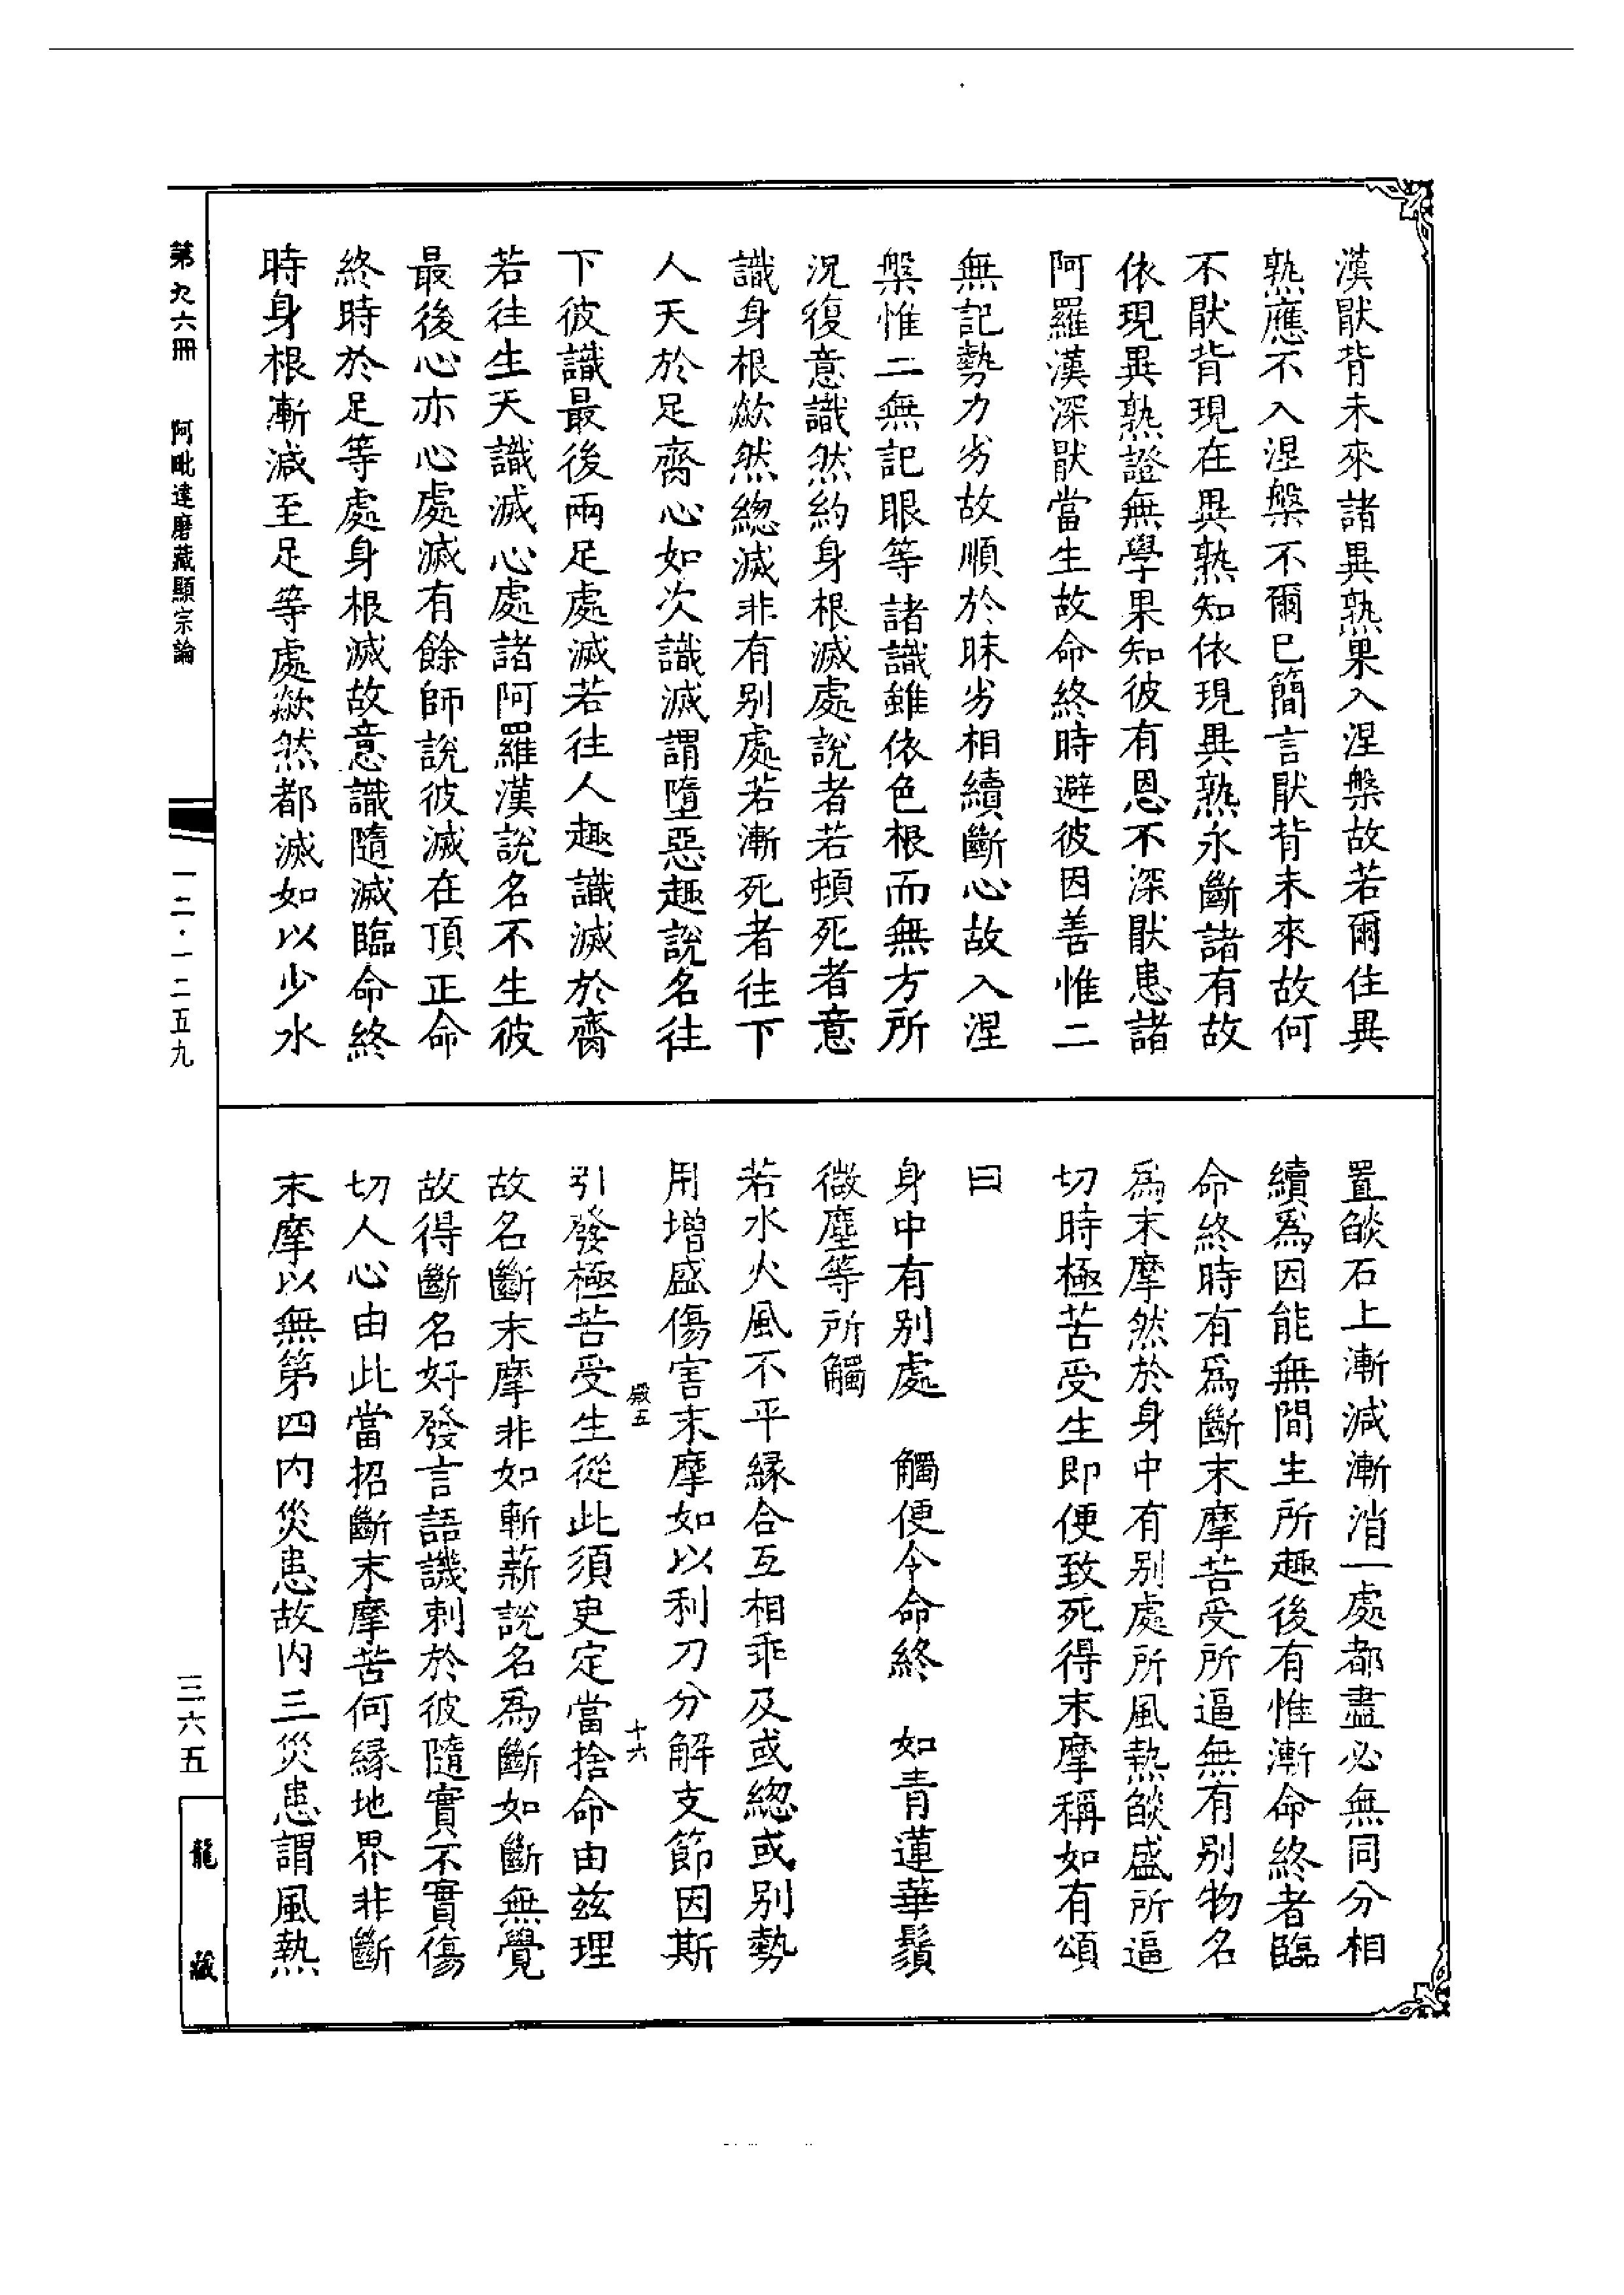 漢猒背未來諸異熟果入涅槃故若爾住異
熟應不入涅槃不爾已簡言猒背未來故何
不猒背現在異熟知依現異熟永斷諸有故
依現異熟證無學果知彼有恩不深猒患諸
阿羅漢深猒當生故命終時避彼因善惟二
無記勢力劣故順於昧劣相續斷心故入涅
槃惟二無記眼等諸識雖依色根而無方所
況復意識然約身根滅處說者若頓死者意
識身根歘然總滅非有别處若漸死者往下
人天於足齊心如次識滅謂墮惡趣說名往
下彼識最後兩足處滅若往人趣識滅於齊
若往生天識滅心處諸阿羅漢說名不生彼
最後心亦心處滅有餘師說彼滅在頂正命
終時於足等處身根滅故意識隨滅臨命終
時身根漸減至足等處歘然都滅如以少水
置𦦨石上漸減漸消一處都盡必無同分相
續爲因能無間生所趣後有惟漸命終者臨
命終時有爲斷末摩苦受所逼無有别物名
爲末摩然於身中有别處所風熱𦦨盛所逼
切時極苦受生即便致死得末摩稱如有頌
曰
身中有别處　觸便令命終　如青蓮華鬚
微塵等所觸
若水火風不平緣合互相乖及或總或别勢
用增盛傷害末摩如以利刀分解支節因斯
引發極苦受生從此須臾定當捨命由兹理
故名斷末摩非如斬薪說名爲斷如斷無覺
故得斷名好發言語譏刺於彼隨實不實傷
切人心由此當招斷末摩苦何緣地界非斷
末摩以無第四內災患故內三災患謂風熱
殿五
十六
第九六冊　阿毗達磨藏顯宗論
一二·一二五九
三六五
龍藏